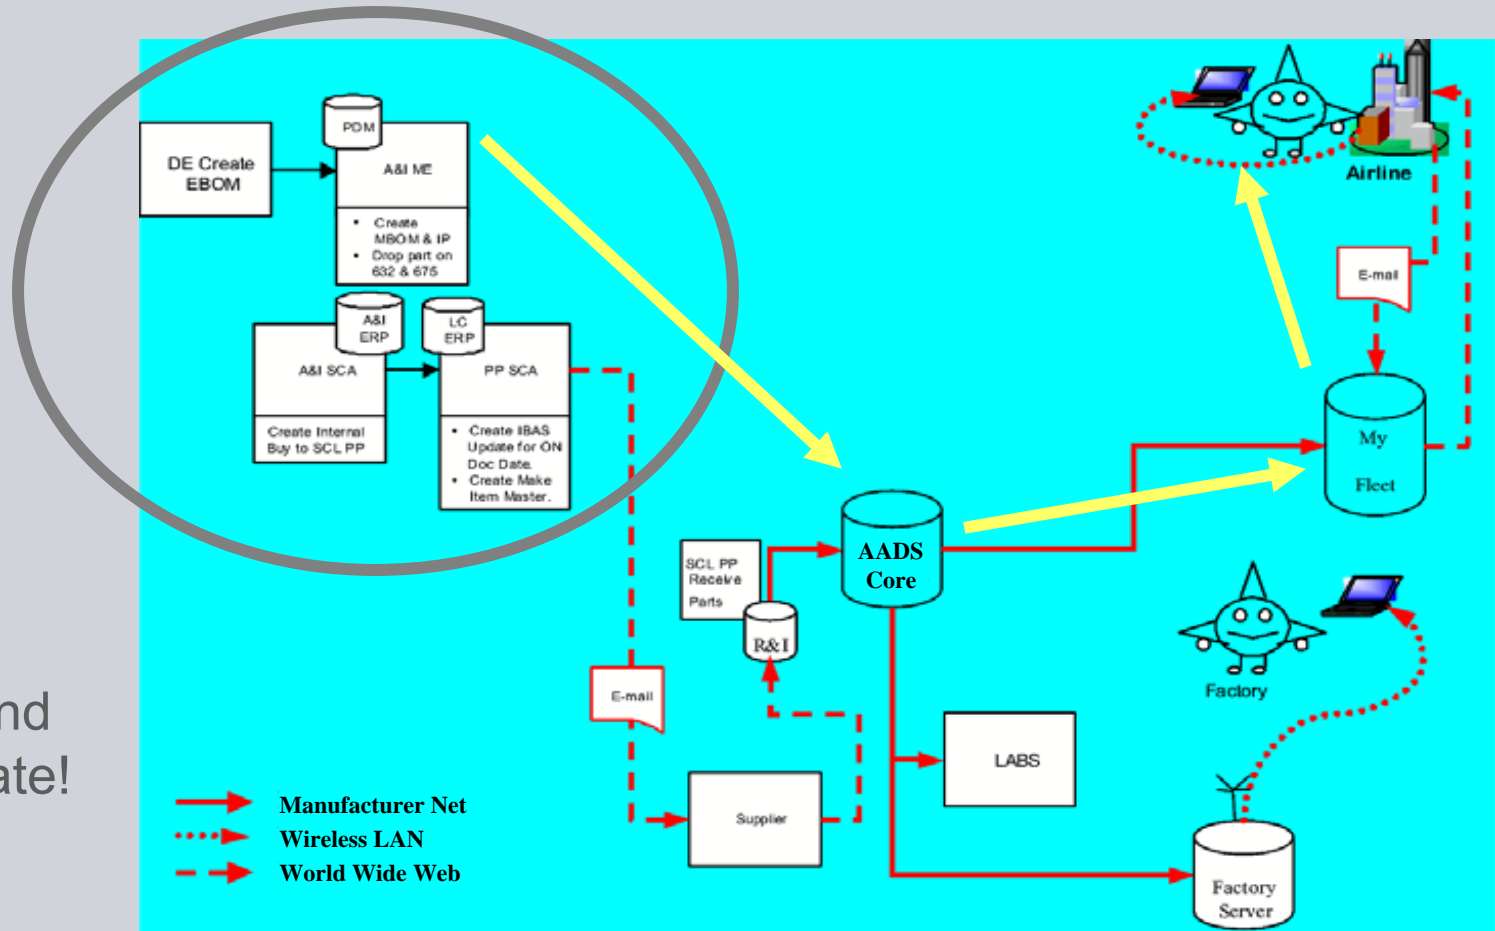 PDM
DE Create
EBOM
A&I ME
• Create
MBOM & IP
• Drop part on
632 & 675
A&I
ERP
LC
ERP
A&I SCA
PP SCA
Create Internal
Buy to SCL PP
• Create IBAS
Update for ON
Doc Date.
• Create Make
Item Master.
Airline
E-mail
My
Fleet
SCL PP
Receive
Parts
R&I
AADS
Core
E-mail
Factory
nd
ate!
LABS
Supplier
Manufacturer Net
Wireless LAN
World Wide Web
Factory
Server